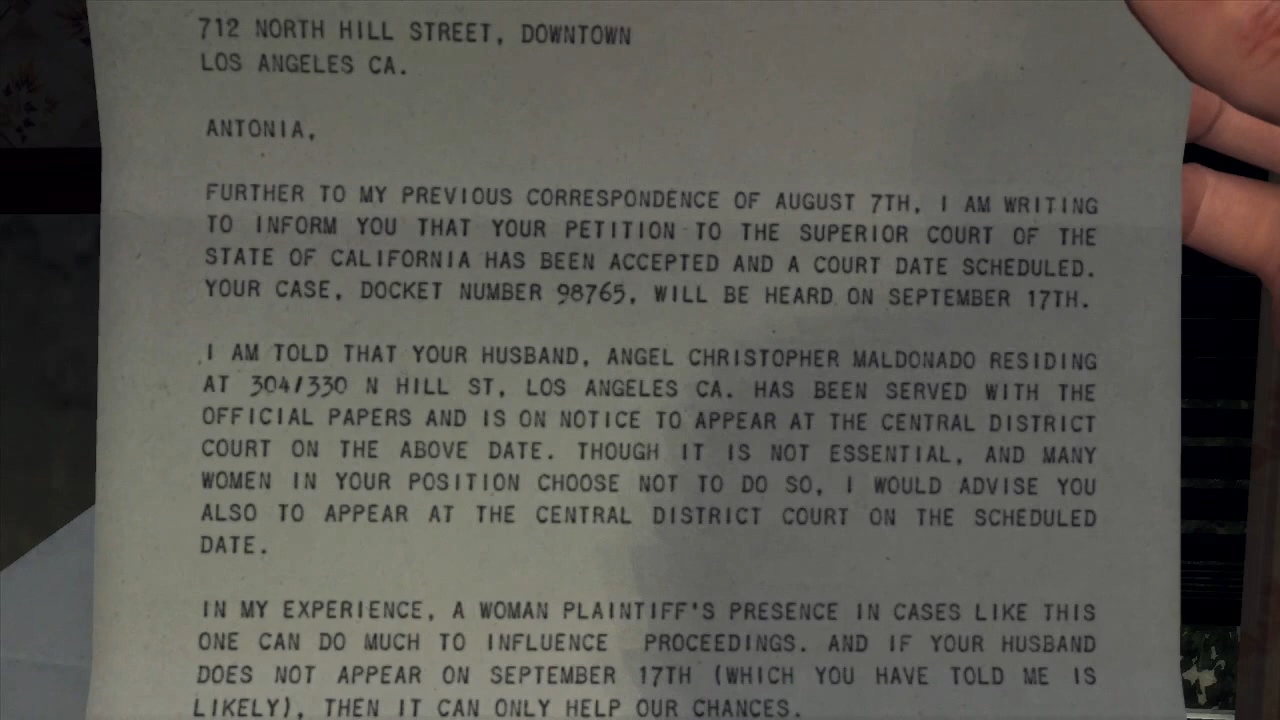 712 NORTH HILL STREET, DOWNTOWN
LOS ANGELES CA.
ANTONIA,
FURTHER TO MY PREVIOUS CORRESPONDENCE OF AUGUST 7TH, I AM WRITING
TO INFORM YOU THAT YOUR PETITION TO THE SUPERIOR COURT OF THE
STATE OF CALIFORNIA HAS BEEN ACCEPTED AND A COURT DATE SCHEDULED.
YOUR CASE, DOCKET NUMBER 98765, WILL BE HEARD ON SEPTEMBER 17TH.
I AM TOLD THAT YOUR HUSBAND, ANGEL CHRISTOPHER MALDONADO RESIDING
AT 304/330 N HILL ST, LOS ANGELES CA. HAS BEEN SERVED WITH THE
OFFICIAL PAPERS AND IS ON NOTICE TO APPEAR AT THE CENTRAL DISTRICT
COURT ON THE ABOVE DATE. THOUGH IT IS NOT ESSENTIAL, AND MANY
WOMEN IN YOUR POSITION CHOOSE NOT TO DO SO, I WOULD ADVISE YOU
ALSO TO APPEAR AT THE CENTRAL DISTRICT COURT ON THE SCHEDULED
DATE.
IN MY EXPERIENCE, A WOMAN PLAINTIFF'S PRESENCE IN CASES LIKE THIS
ONE CAN DO MUCH TO INFLUENCE PROCEEDINGS. AND IF YOUR HUSBAND
DOES NOT APPEAR ON SEPTEMBER 17TH (WHICH YOU HAVE TOLD ME IS
LIKELY), THEN IT CAN ONLY HELP OUR CHANCES.